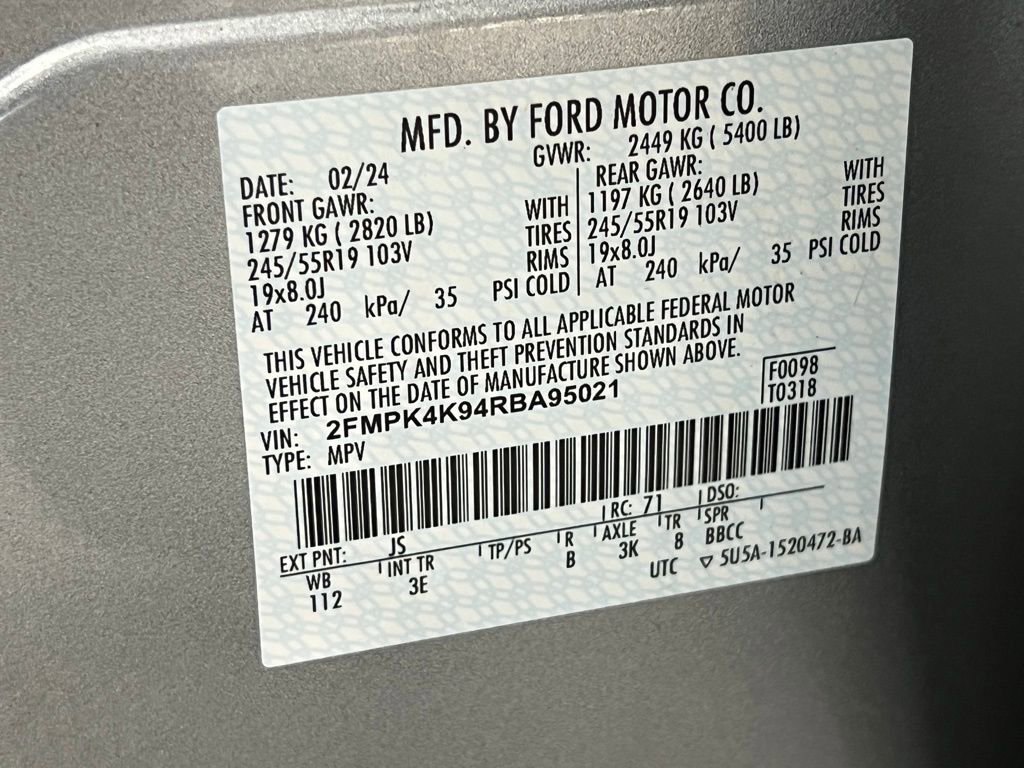 MFD. BY FORD MOTOR CO.
DATE: 02/24 GVWR: 2449 KG ( 5400 LB)
FRONT GAWR: REAR GAWR:
1279 KG ( 2820 LB) WITH 1197 KG ( 2640 LB) WITH
245/55R19 103V TIRES 245/55R19 103V TIRES
19x8.0J RIMS 19x8.0J RIMS
AT 240 kPa/ 35 PSI COLD AT 240 kPa/ 35 PSI COLD
THIS VEHICLE CONFORMS TO ALL APPLICABLE FEDERAL MOTOR
VEHICLE SAFETY AND THEFT PREVENTION STANDARDS IN
EFFECT ON THE DATE OF MANUFACTURE SHOWN ABOVE.
F0098
VIN: 2FMPK4K94RBA95021 T0318
TYPE: MPV
EXT PNT: JS RC: 71 DSO:
WB INT TR TP/PS R AXLE TR SPR
112 3E B 3K 8 BBCC
UTC ▽ 5U5A-1520472-BA